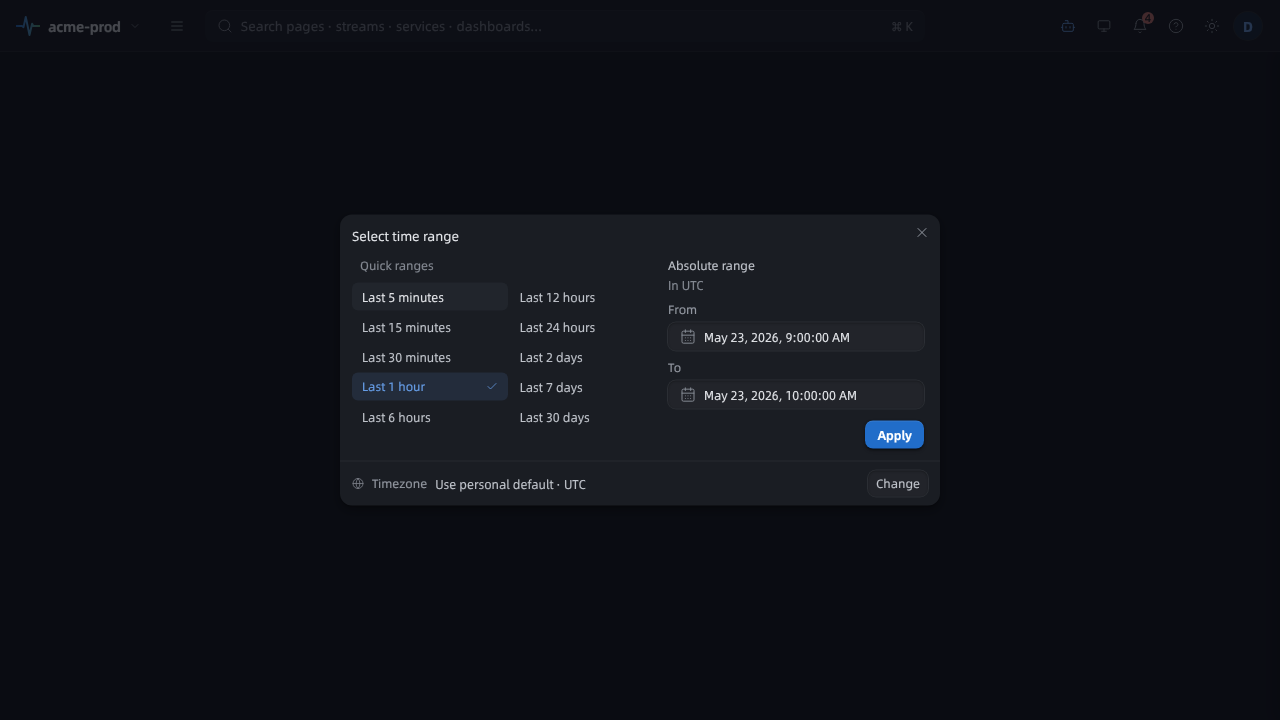 acme-prod
Search pages · streams · services · dashboards...
⌘ K
4
D
Select time range
Quick ranges
Last 5 minutes
Last 15 minutes
Last 30 minutes
Last 1 hour
Last 6 hours
Last 12 hours
Last 24 hours
Last 2 days
Last 7 days
Last 30 days
Absolute range
In UTC
From
May 23, 2026, 9:00:00 AM
To
May 23, 2026, 10:00:00 AM
Apply
Timezone Use personal default · UTC
Change